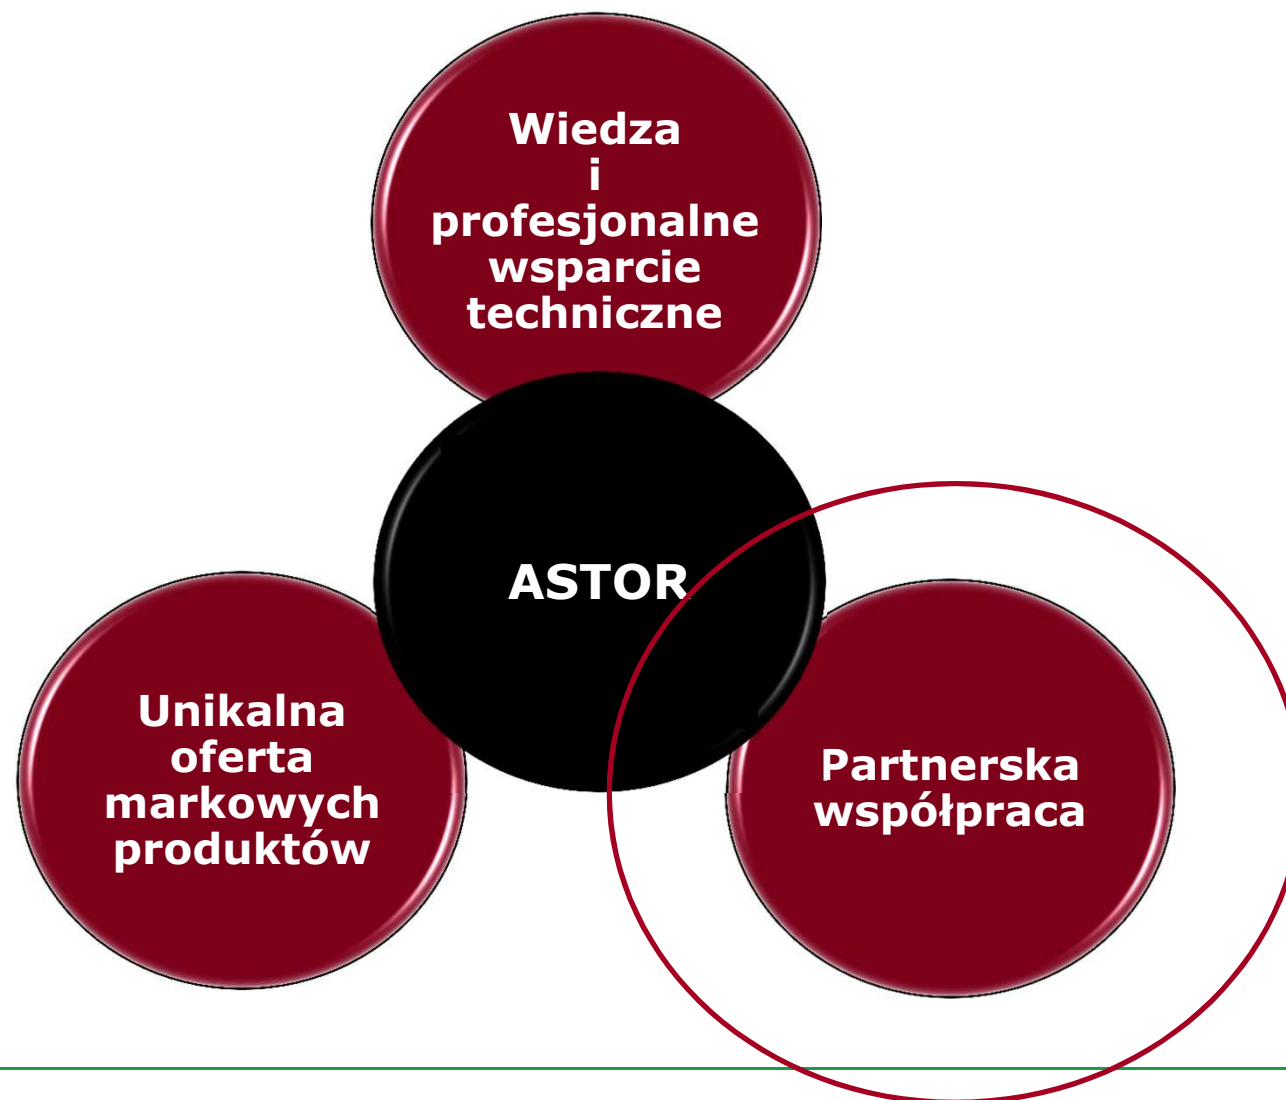 Wiedza
i
profesjonalne
wsparcie
techniczne
ASTOR
Unikalna
oferta
markowych
produktów
Partnerska
współpraca